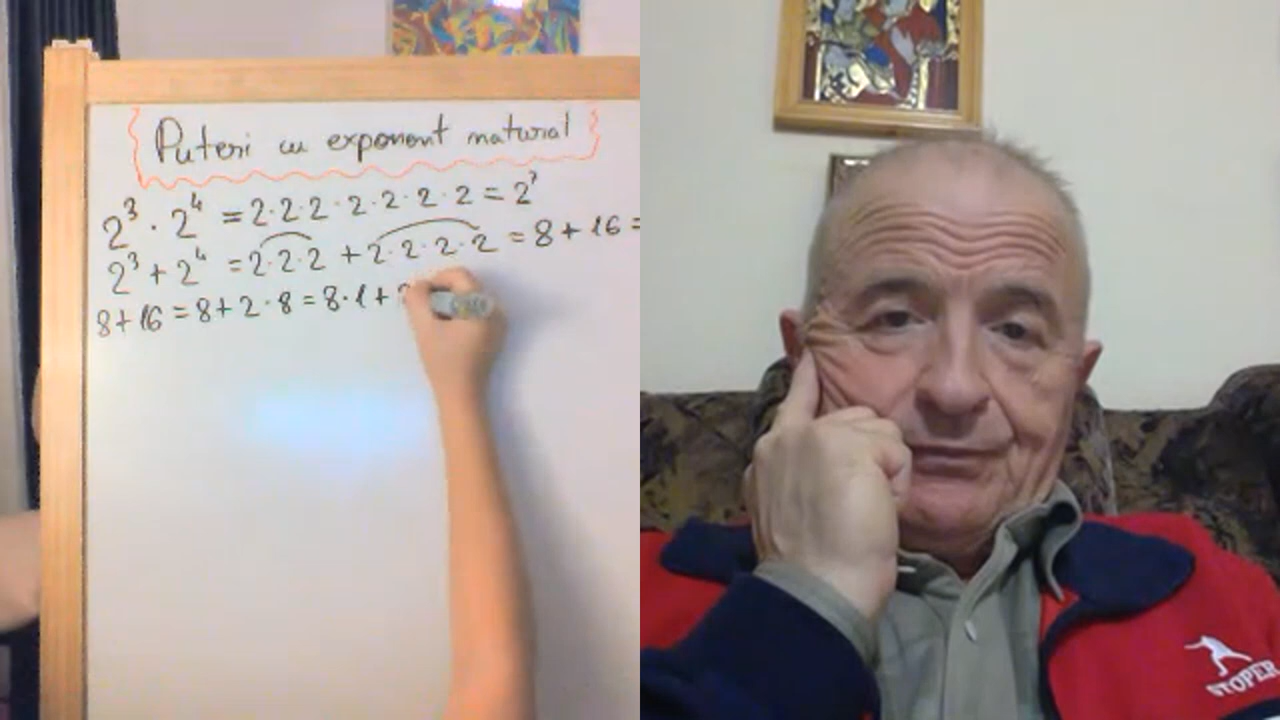 Puteri cu exponent natural
2³ · 2⁴ = 2·2·2·2·2·2·2 = 2⁷
2³ + 2⁴ = 2·2·2 + 2·2·2·2 = 8 + 16 =
8 + 16 = 8 + 2 · 8 = 8 · 1 +
STOPER